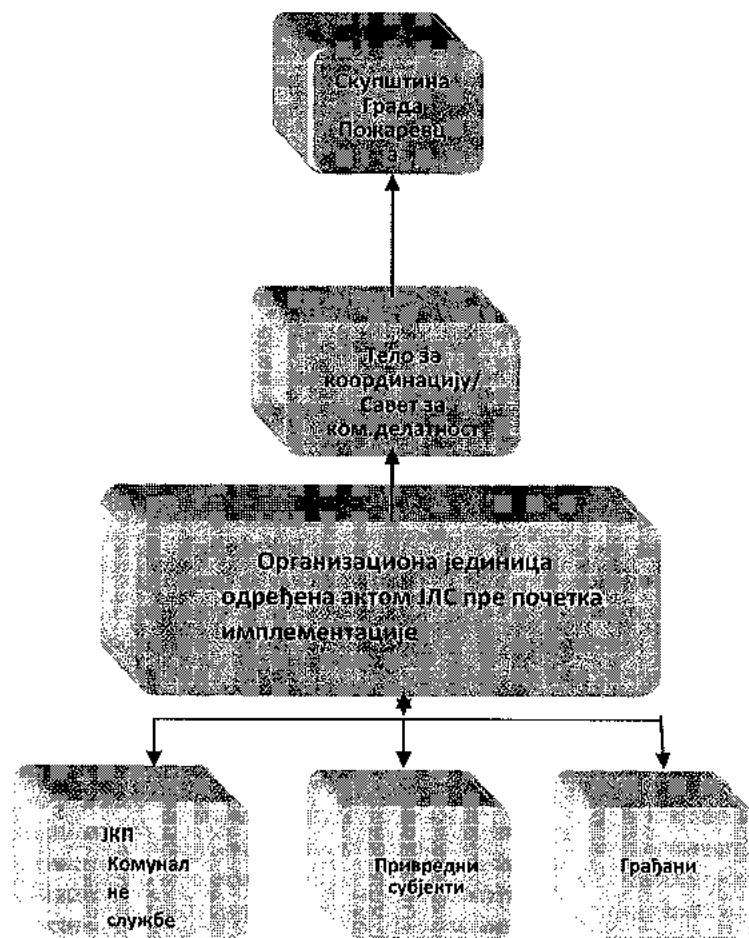 Скупштина
Града
Пожаревц
а
Тело за
координацију/
Савет за
ком.делатност
Организациона јединица
одређена актом ЈЛС пре почетка
имплементације
ЈКП
Комунал
не
службе
Привредни
субјекти
Грађани